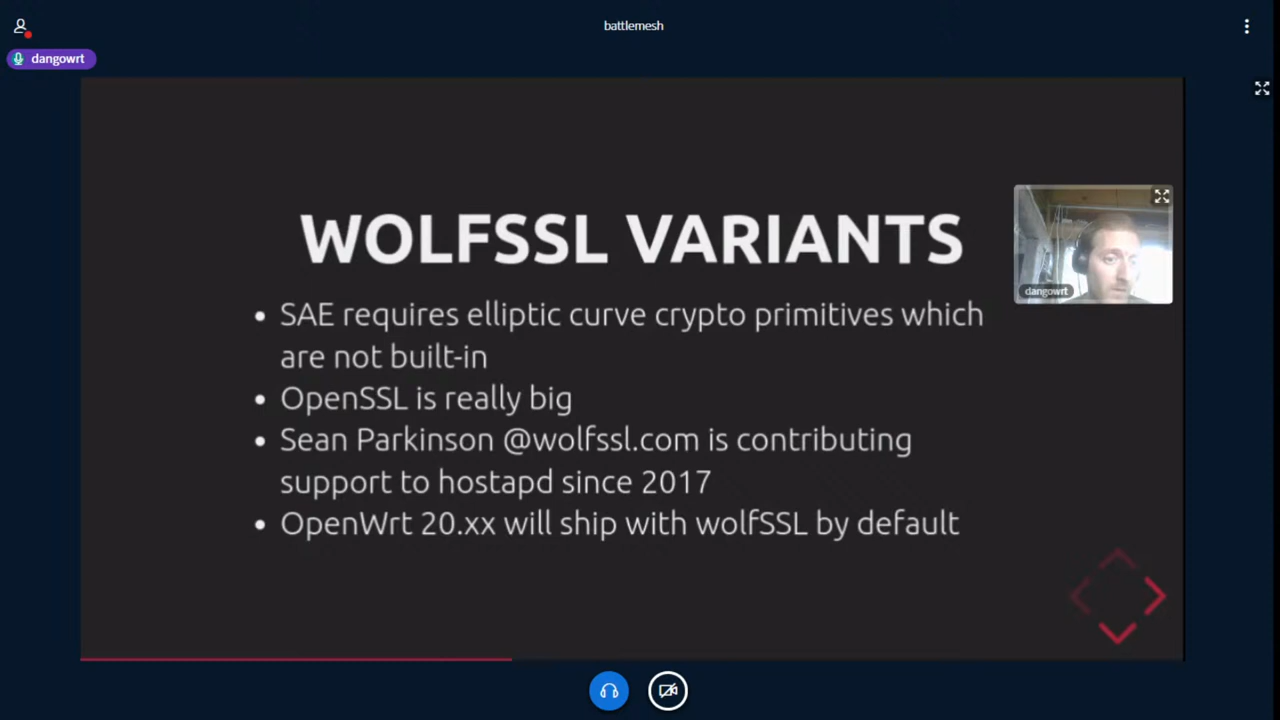 battlemesh
dangowrt
WOLFSSL VARIANTS
dangowrt
• SAE requires elliptic curve crypto primitives which
are not built-in
• OpenSSL is really big
• Sean Parkinson @wolfssl.com is contributing
support to hostapd since 2017
• OpenWrt 20.xx will ship with wolfSSL by default